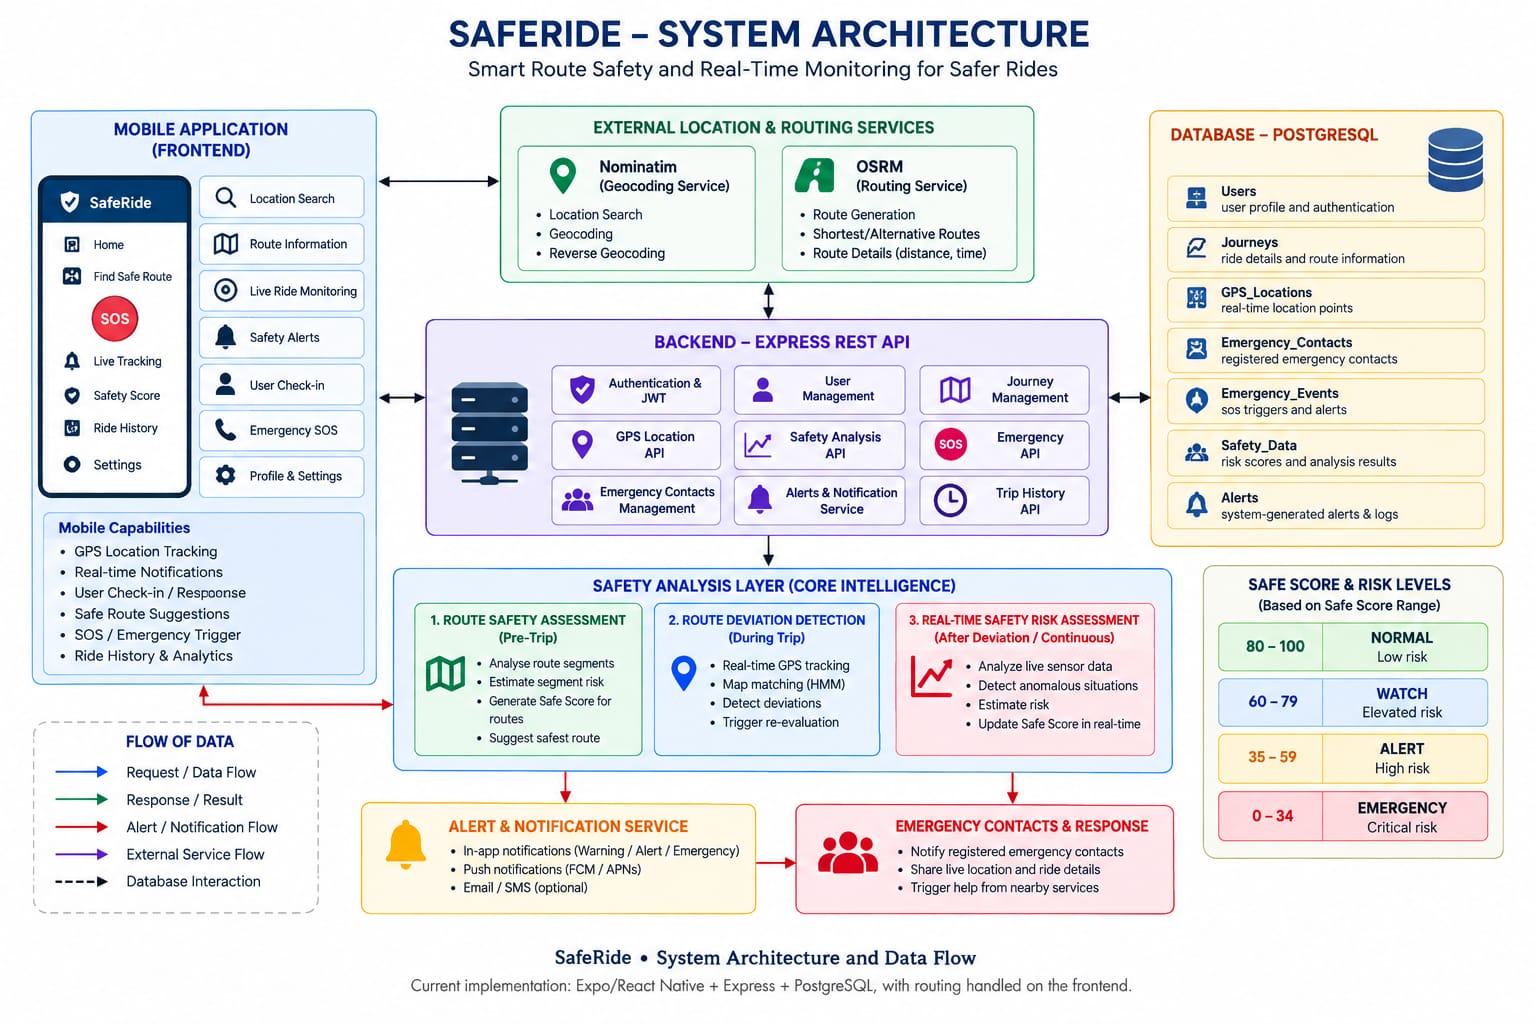 SAFERIDE – SYSTEM ARCHITECTURE
Smart Route Safety and Real-Time Monitoring for Safer Rides
MOBILE APPLICATION
(FRONTEND)
SafeRide
Home
Find Safe Route
SOS
Live Tracking
Safety Score
Ride History
Settings
Location Search
Route Information
Live Ride Monitoring
Safety Alerts
User Check-in
Emergency SOS
Profile & Settings
Mobile Capabilities
• GPS Location Tracking
• Real-time Notifications
• User Check-in / Response
• Safe Route Suggestions
• SOS / Emergency Trigger
• Ride History & Analytics
EXTERNAL LOCATION & ROUTING SERVICES
Nominatim
(Geocoding Service)
• Location Search
• Geocoding
• Reverse Geocoding
OSRM
(Routing Service)
• Route Generation
• Shortest/Alternative Routes
• Route Details (distance, time)
BACKEND – EXPRESS REST API
Authentication &
JWT
User
Management
Journey
Management
GPS Location
API
Safety Analysis
API
SOS
Emergency
API
Emergency Contacts
Management
Alerts & Notification
Service
Trip History
API
DATABASE – POSTGRESQL
Users
user profile and authentication
Journeys
ride details and route information
GPS_Locations
real-time location points
Emergency_Contacts
registered emergency contacts
Emergency_Events
sos triggers and alerts
Safety_Data
risk scores and analysis results
Alerts
system-generated alerts & logs
SAFETY ANALYSIS LAYER (CORE INTELLIGENCE)
1. ROUTE SAFETY ASSESSMENT
(Pre-Trip)
• Analyse route segments
• Estimate segment risk
• Generate Safe Score for
routes
• Suggest safest route
2. ROUTE DEVIATION DETECTION
(During Trip)
• Real-time GPS tracking
• Map matching (HMM)
• Detect deviations
• Trigger re-evaluation
3. REAL-TIME SAFETY RISK ASSESSMENT
(After Deviation / Continuous)
• Analyze live sensor data
• Detect anomalous situations
• Estimate risk
• Update Safe Score in real-time
SAFE SCORE & RISK LEVELS
(Based on Safe Score Range)
80 – 100
NORMAL
Low risk
60 – 79
WATCH
Elevated risk
35 – 59
ALERT
High risk
0 – 34
EMERGENCY
Critical risk
FLOW OF DATA
Request / Data Flow
Response / Result
Alert / Notification Flow
External Service Flow
Database Interaction
ALERT & NOTIFICATION SERVICE
• In-app notifications (Warning / Alert / Emergency)
• Push notifications (FCM / APNs)
• Email / SMS (optional)
EMERGENCY CONTACTS & RESPONSE
• Notify registered emergency contacts
• Share live location and ride details
• Trigger help from nearby services
SafeRide • System Architecture and Data Flow
Current implementation: Expo/React Native + Express + PostgreSQL, with routing handled on the frontend.